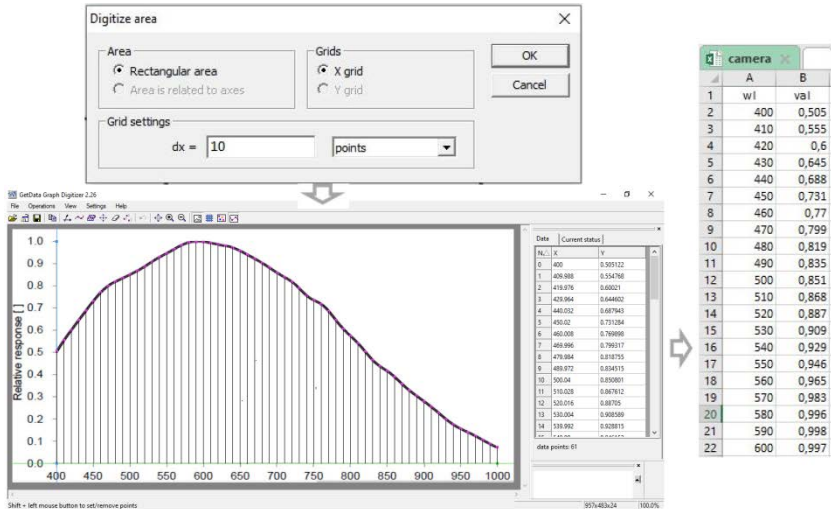 Digitize area
Area
Rectangular area
Area is related to axes
Grids
X grid
Y grid
OK
Cancel
Grid settings
dx = 10 points
GetData Graph Digitizer 2.26
File Operations View Settings Help
Relative response [ ]
1.0
0.9
0.8
0.7
0.6
0.5
0.4
0.3
0.2
0.1
0.0
400 450 500 550 600 650 700 750 800 850 900 950 1000
Data Current status
X Y
0 400 0.505122
1 409.988 0.554768
2 419.976 0.60021
3 429.964 0.644602
4 440.032 0.687943
5 450.02 0.731284
6 460.008 0.769898
7 469.996 0.799317
8 479.984 0.818755
9 489.972 0.834515
10 500.04 0.850801
11 510.028 0.867612
12 520.016 0.88705
13 530.004 0.908589
14 539.992 0.928815
data points: 61
Shift + left mouse button to set/remove points
957x483x24 100.0%
camera
A B
1 wl val
2 400 0,505
3 410 0,555
4 420 0,6
5 430 0,645
6 440 0,688
7 450 0,731
8 460 0,77
9 470 0,799
10 480 0,819
11 490 0,835
12 500 0,851
13 510 0,868
14 520 0,887
15 530 0,909
16 540 0,929
17 550 0,946
18 560 0,965
19 570 0,983
20 580 0,996
21 590 0,998
22 600 0,997